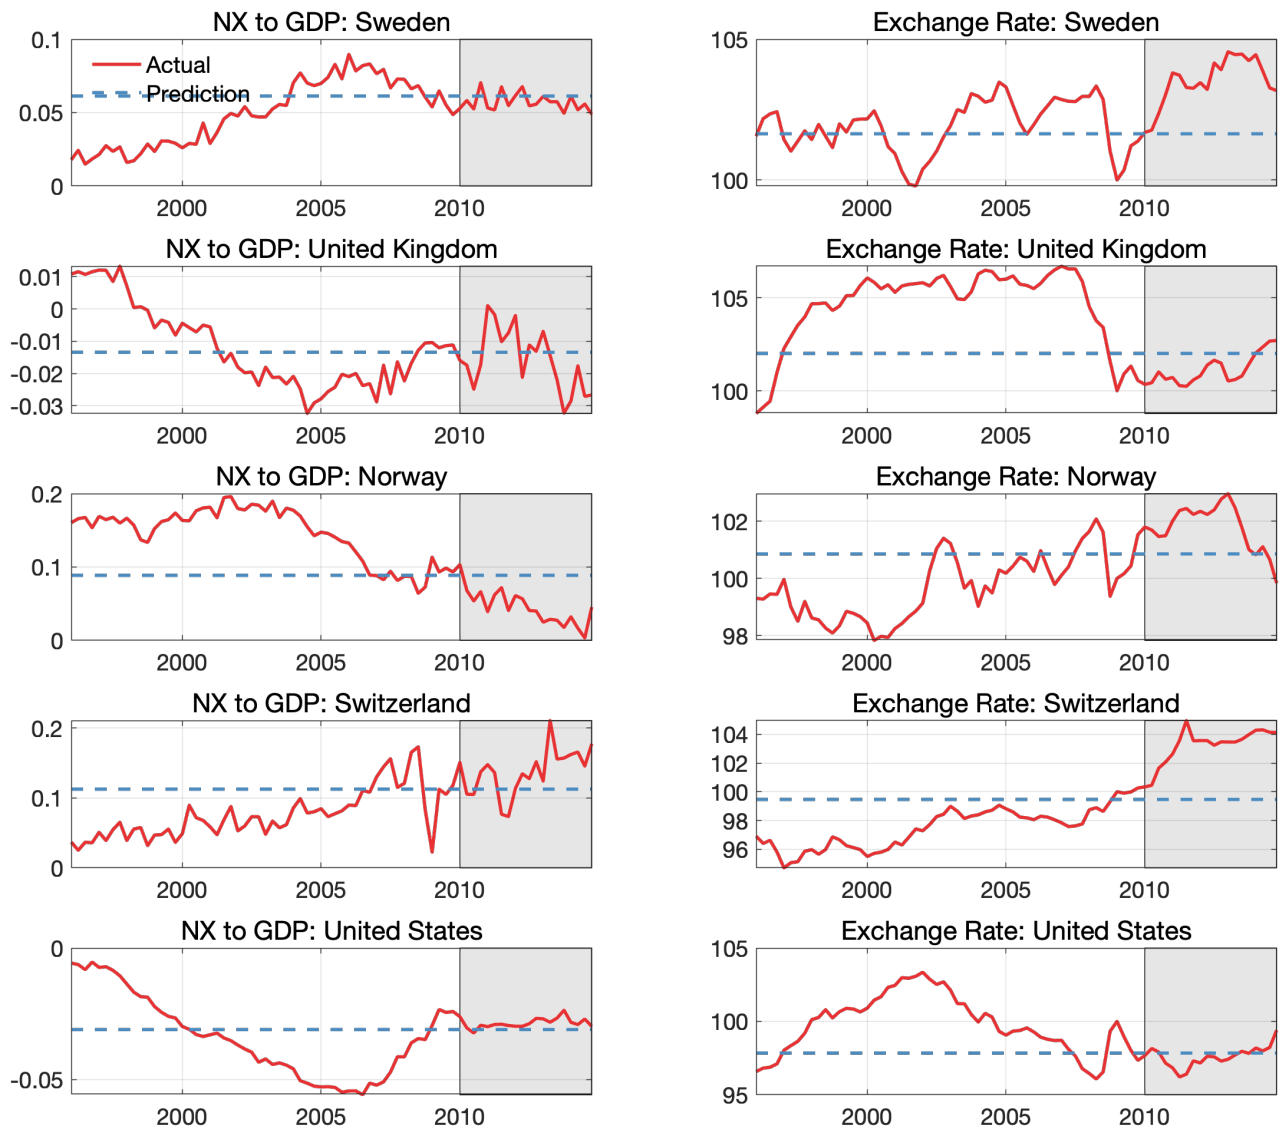 NX to GDP: Sweden
0.1
0.05
0
Actual
Prediction
2000 2005 2010
Exchange Rate: Sweden
105
100
2000 2005 2010
NX to GDP: United Kingdom
0.01
0
-0.01
-0.02
-0.03
2000 2005 2010
Exchange Rate: United Kingdom
105
100
2000 2005 2010
NX to GDP: Norway
0.2
0.1
0
2000 2005 2010
Exchange Rate: Norway
102
100
98
2000 2005 2010
NX to GDP: Switzerland
0.2
0.1
0
2000 2005 2010
Exchange Rate: Switzerland
104
102
100
98
96
2000 2005 2010
NX to GDP: United States
0
-0.05
2000 2005 2010
Exchange Rate: United States
105
100
95
2000 2005 2010